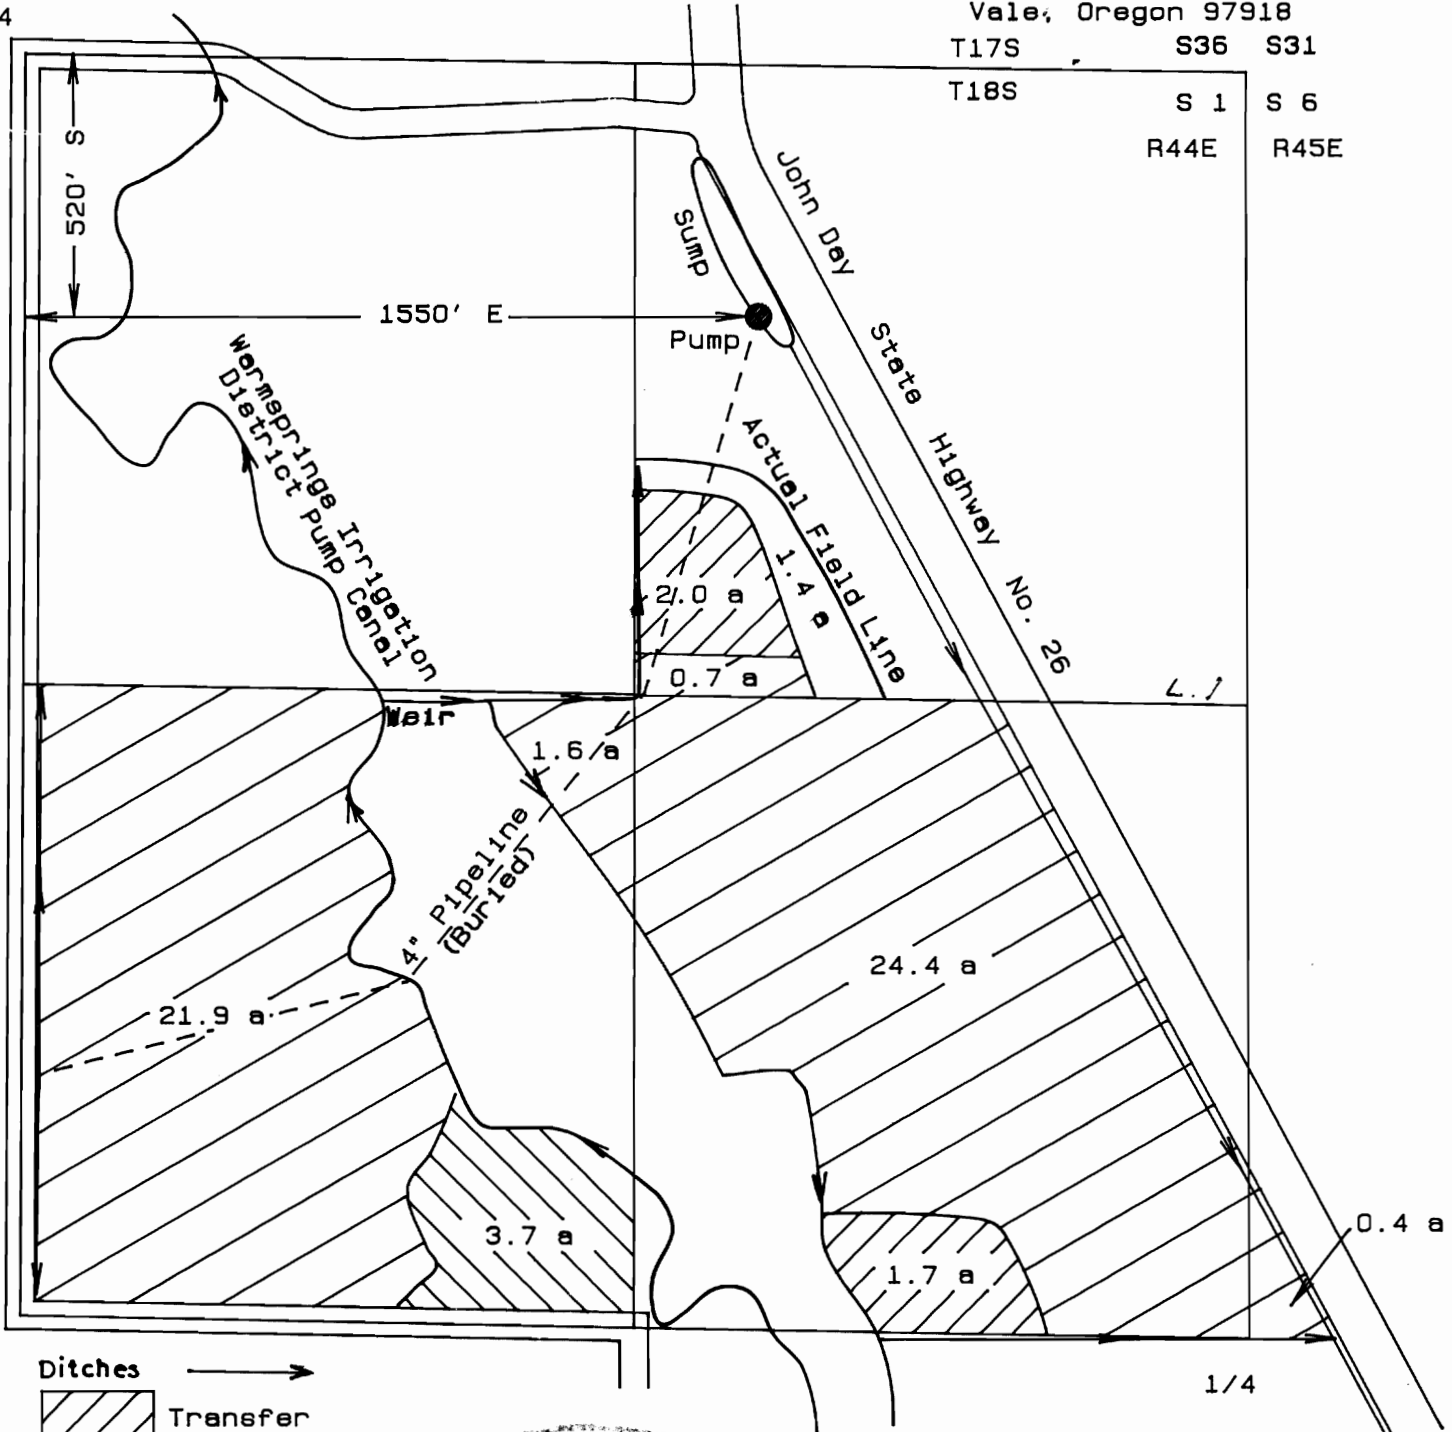 4
Vale, Oregon 97918
T17S S36 S31
T18S S 1 S 6
R44E R45E
520' S
John Day State Highway No. 26
Sump
1550' E
Pump
Warmsprings Irrigation
District Pump Canal
Actual Field Line
1.4 a
2.0 a
0.7 a
L.1
Weir
1.6 a
4" Pipeline
(Buried)
24.4 a
21.9 a
3.7 a
0.4 a
1.7 a
Ditches
1/4
Transfer